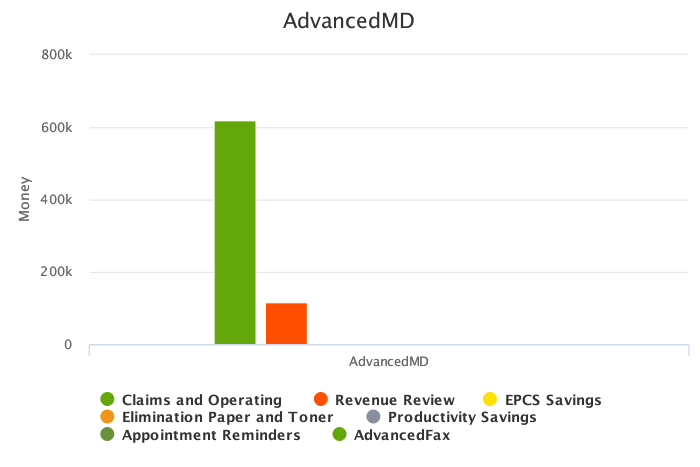 AdvancedMD
800k
600k
400k
200k
0
Money
AdvancedMD
Claims and Operating
Revenue Review
EPCS Savings
Elimination Paper and Toner
Productivity Savings
Appointment Reminders
AdvancedFax